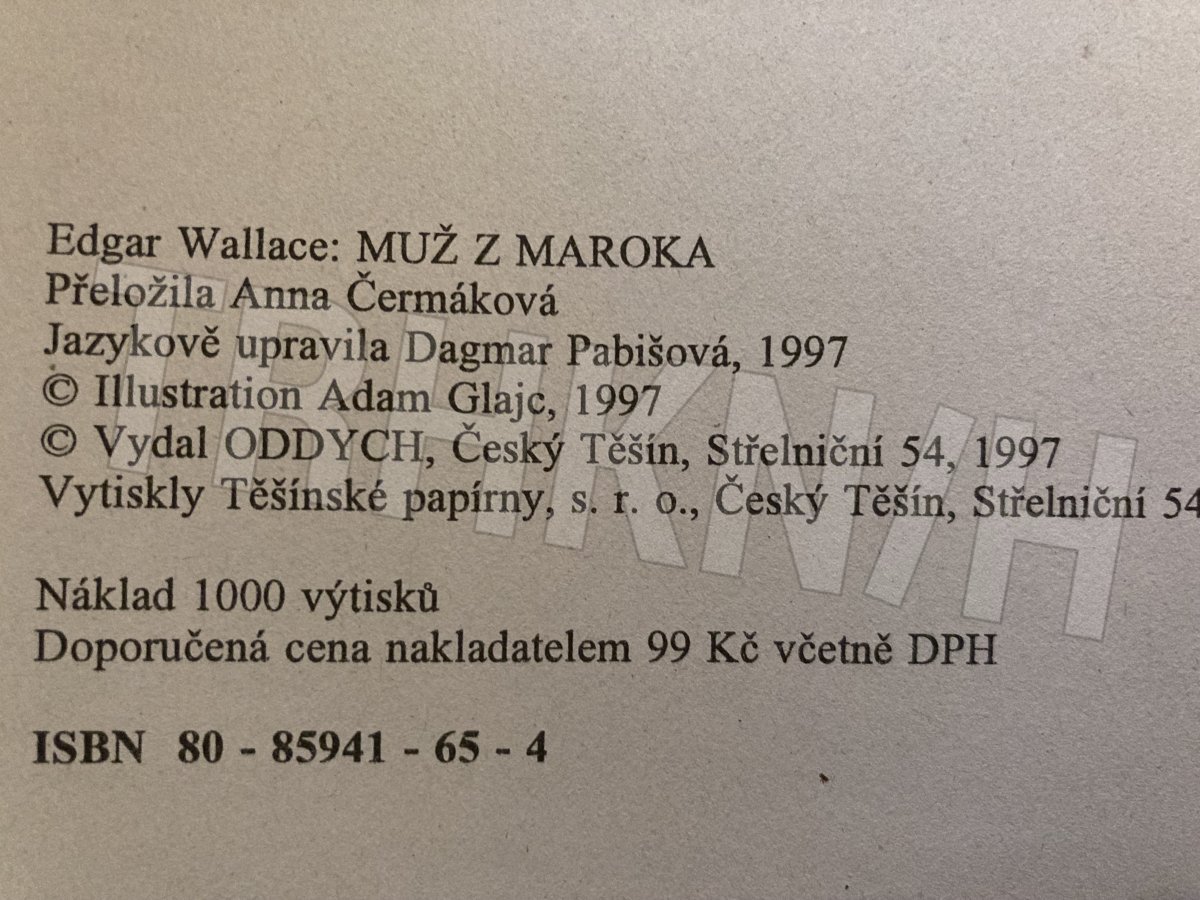 Edgar Wallace: MUŽ Z MAROKA
Přeložila Anna Čermáková
Jazykově upravila Dagmar Pabišová, 1997
© Illustration Adam Glajc, 1997
© Vydal ODDYCH, Český Těšín, Střelniční 54, 1997
Vytiskly Těšínské papírny, s. r. o., Český Těšín, Střelniční 54
Náklad 1000 výtisků
Doporučená cena nakladatelem 99 Kč včetně DPH
ISBN 80 - 85941 - 65 - 4
TRHKNIH